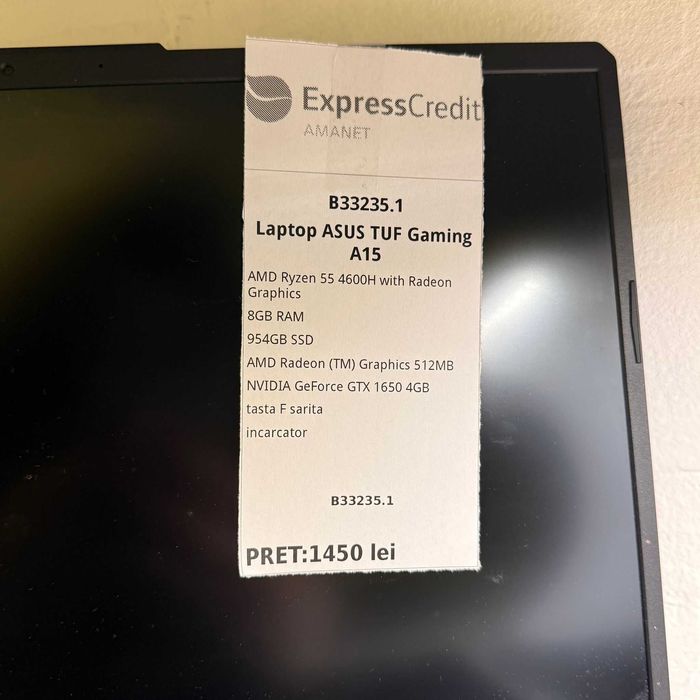 ExpressCredit
AMANET
B33235.1
Laptop ASUS TUF Gaming
A15
AMD Ryzen 55 4600H with Radeon
Graphics
8GB RAM
954GB SSD
AMD Radeon (TM) Graphics 512MB
NVIDIA GeForce GTX 1650 4GB
tasta F sarita
incarcator
B33235.1
PRET:1450 lei